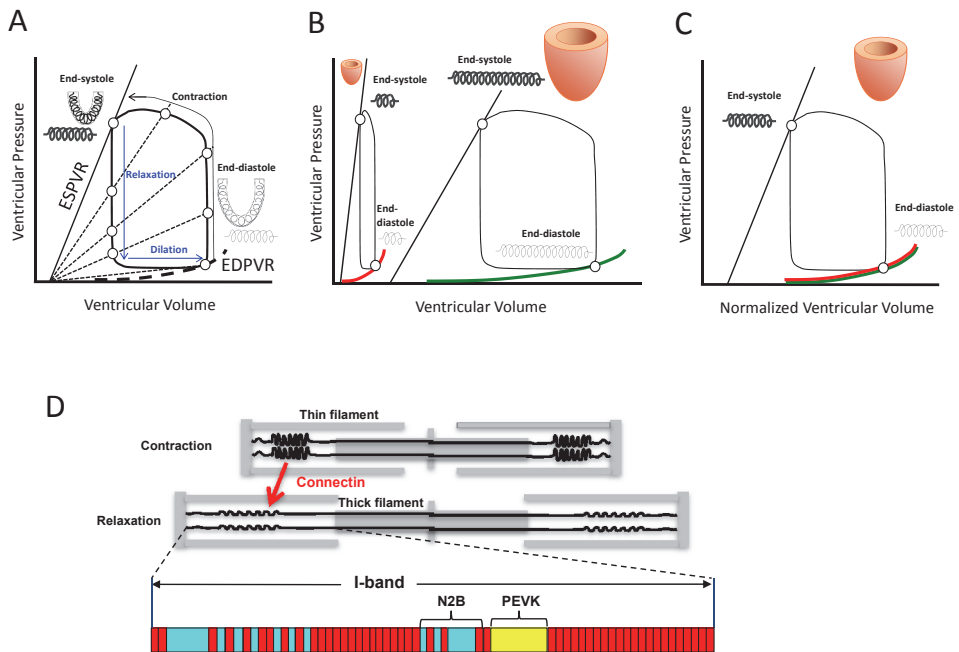 A
Ventricular Pressure
End-systole
Contraction
ESPVR
Relaxation
End-diastole
Dilation
EDPVR
Ventricular Volume
B
Ventricular Pressure
End-systole
End-systole
End-
diastole
End-diastole
Ventricular Volume
C
Ventricular Pressure
End-systole
End-diastole
Normalized Ventricular Volume
D
Thin filament
Contraction
Connectin
Thick filament
Relaxation
I-band
N2B
PEVK